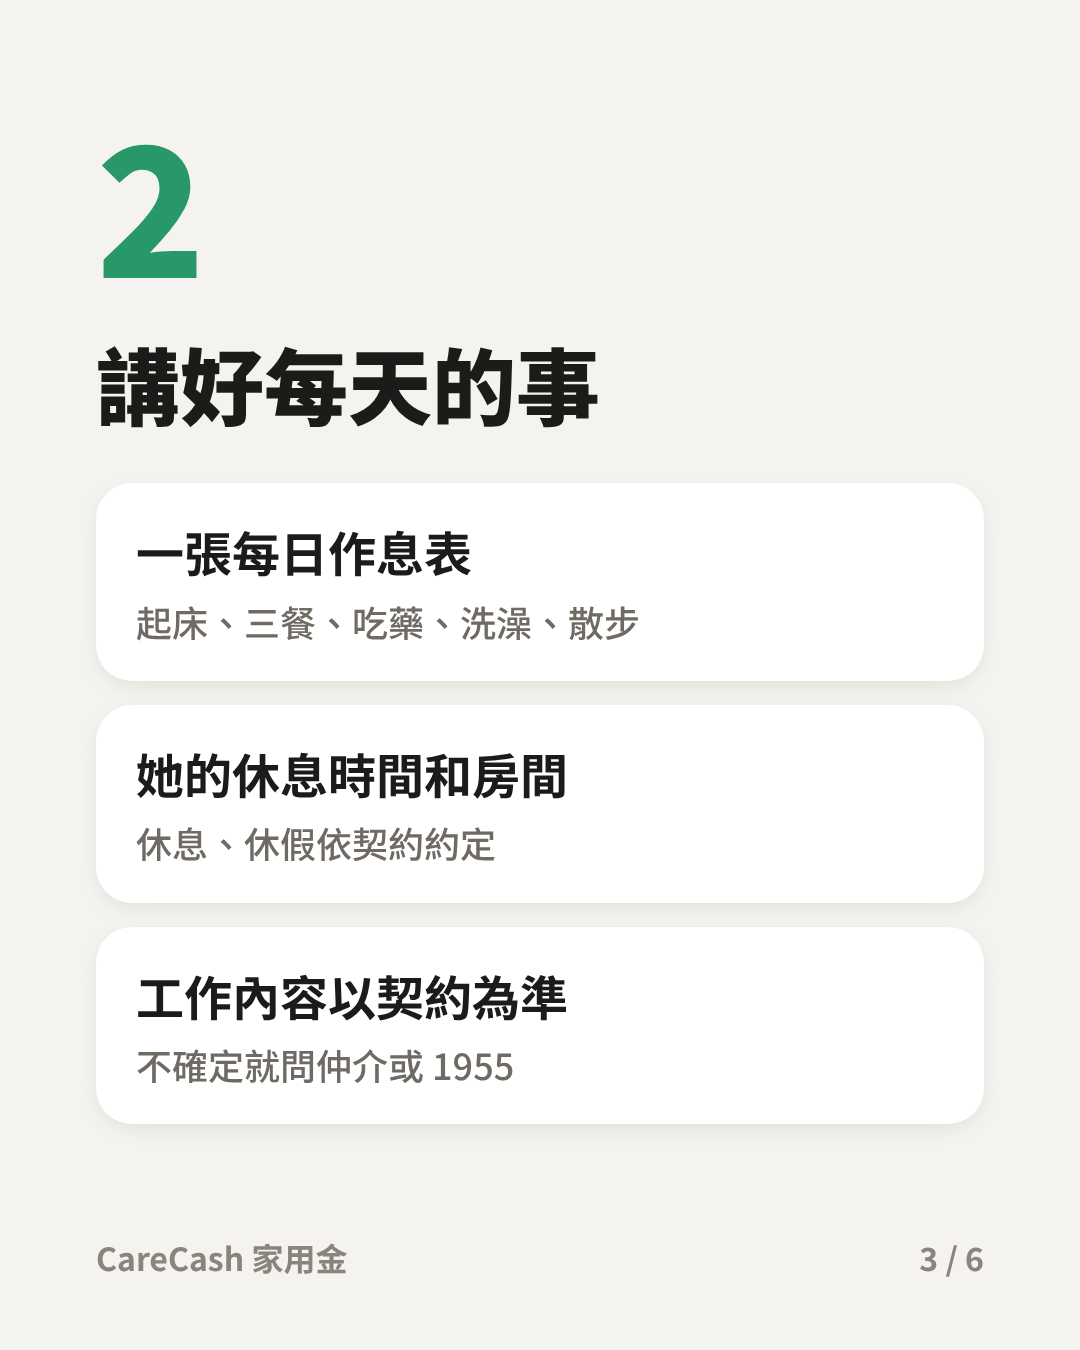 2
講好每天的事
一張每日作息表
起床、三餐、吃藥、洗澡、散步
她的休息時間和房間
休息、休假依契約約定
工作內容以契約為準
不確定就問仲介或 1955
CareCash 家用金
3 / 6